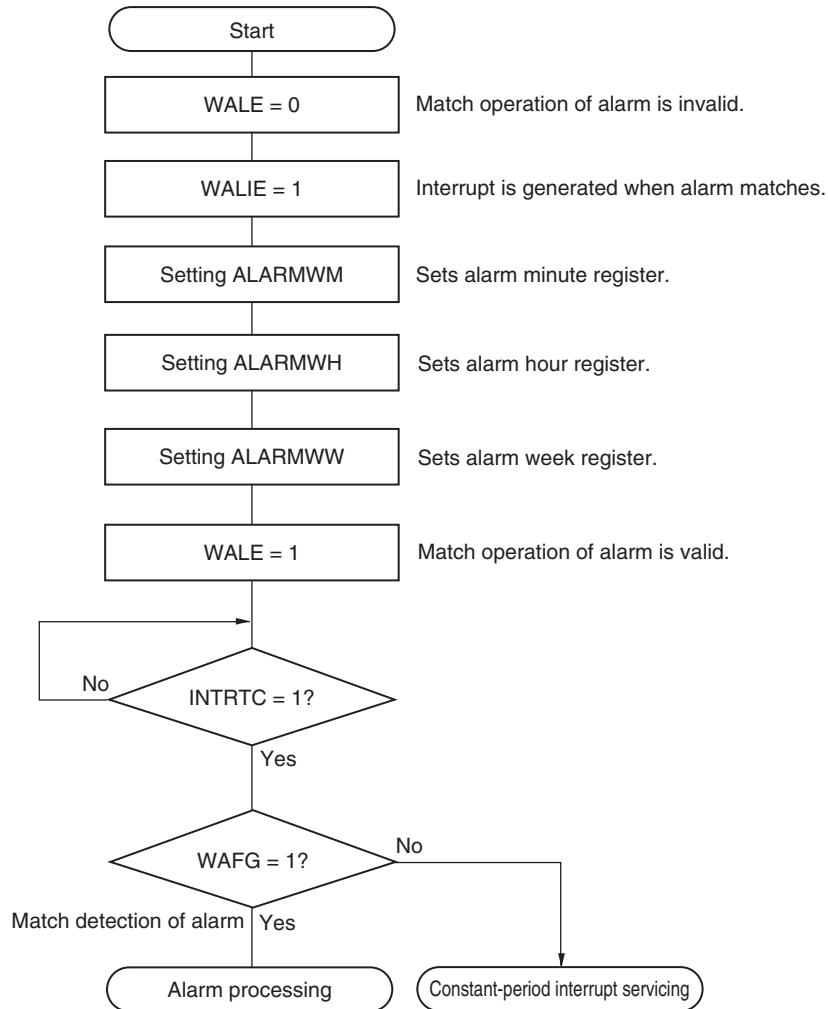 Start
WALE = 0
Match operation of alarm is invalid.
WALIE = 1
Interrupt is generated when alarm matches.
Setting ALARMWM
Sets alarm minute register.
Setting ALARMWH
Sets alarm hour register.
Setting ALARMWW
Sets alarm week register.
WALE = 1
Match operation of alarm is valid.
No
INTRTC = 1?
Yes
WAFG = 1?
No
Match detection of alarm
Yes
Alarm processing
Constant-period interrupt servicing